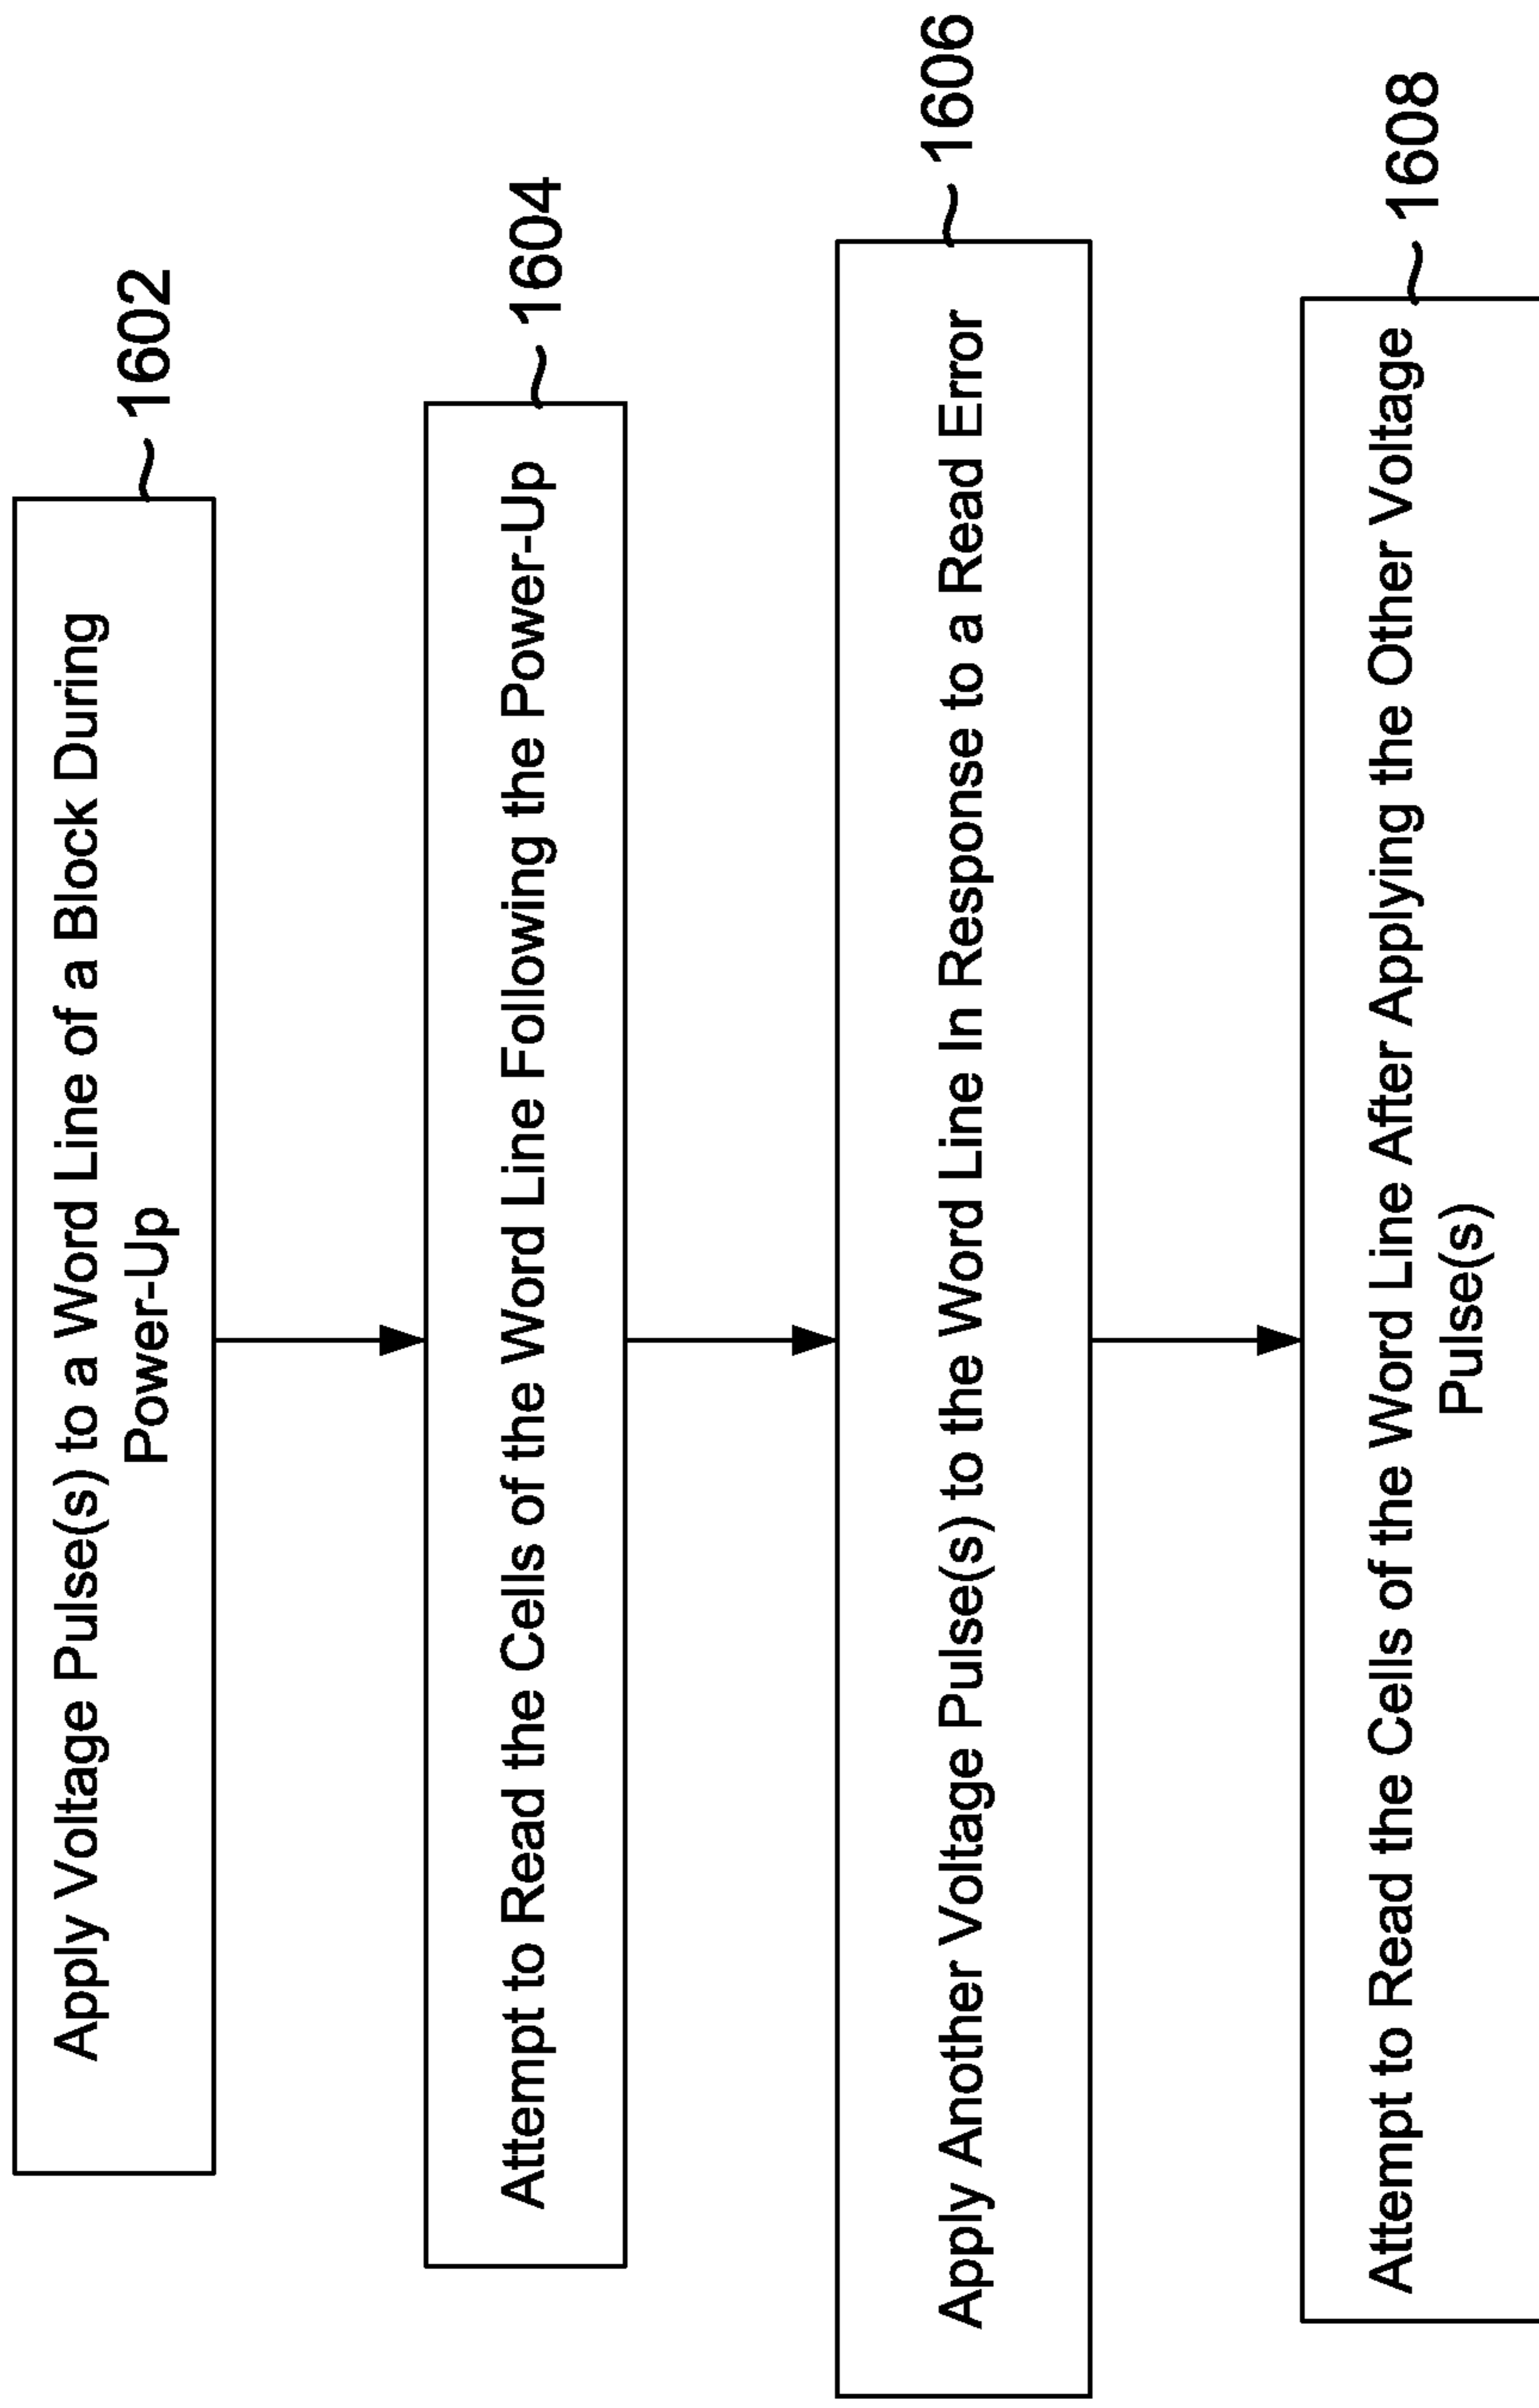 Apply Voltage Pulse(s) to a Word Line of a Block During
Power-Up
1602
Attempt to Read the Cells of the Word Line Following the Power-Up
1604
Apply Another Voltage Pulse(s) to the Word Line In Response to a Read Error
1606
Attempt to Read the Cells of the Word Line After Applying the Other Voltage
Pulse(s)
1608